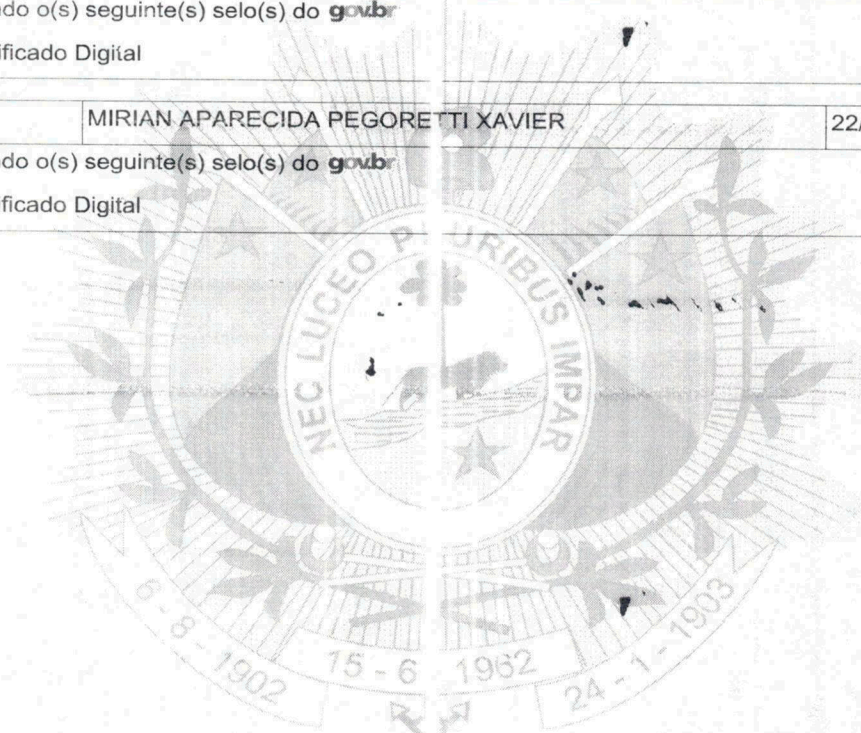 do o(s) seguinte(s) selo(s) do gov.br
ficado Digital
MIRIAN APARECIDA PEGORETTI XAVIER 22/
do o(s) seguinte(s) selo(s) do gov.br
ficado Digital
NEC LUCEO PLURIBUS IMPAR
6 - 8 - 1902
15 - 6 1962
24 - 1 - 1903